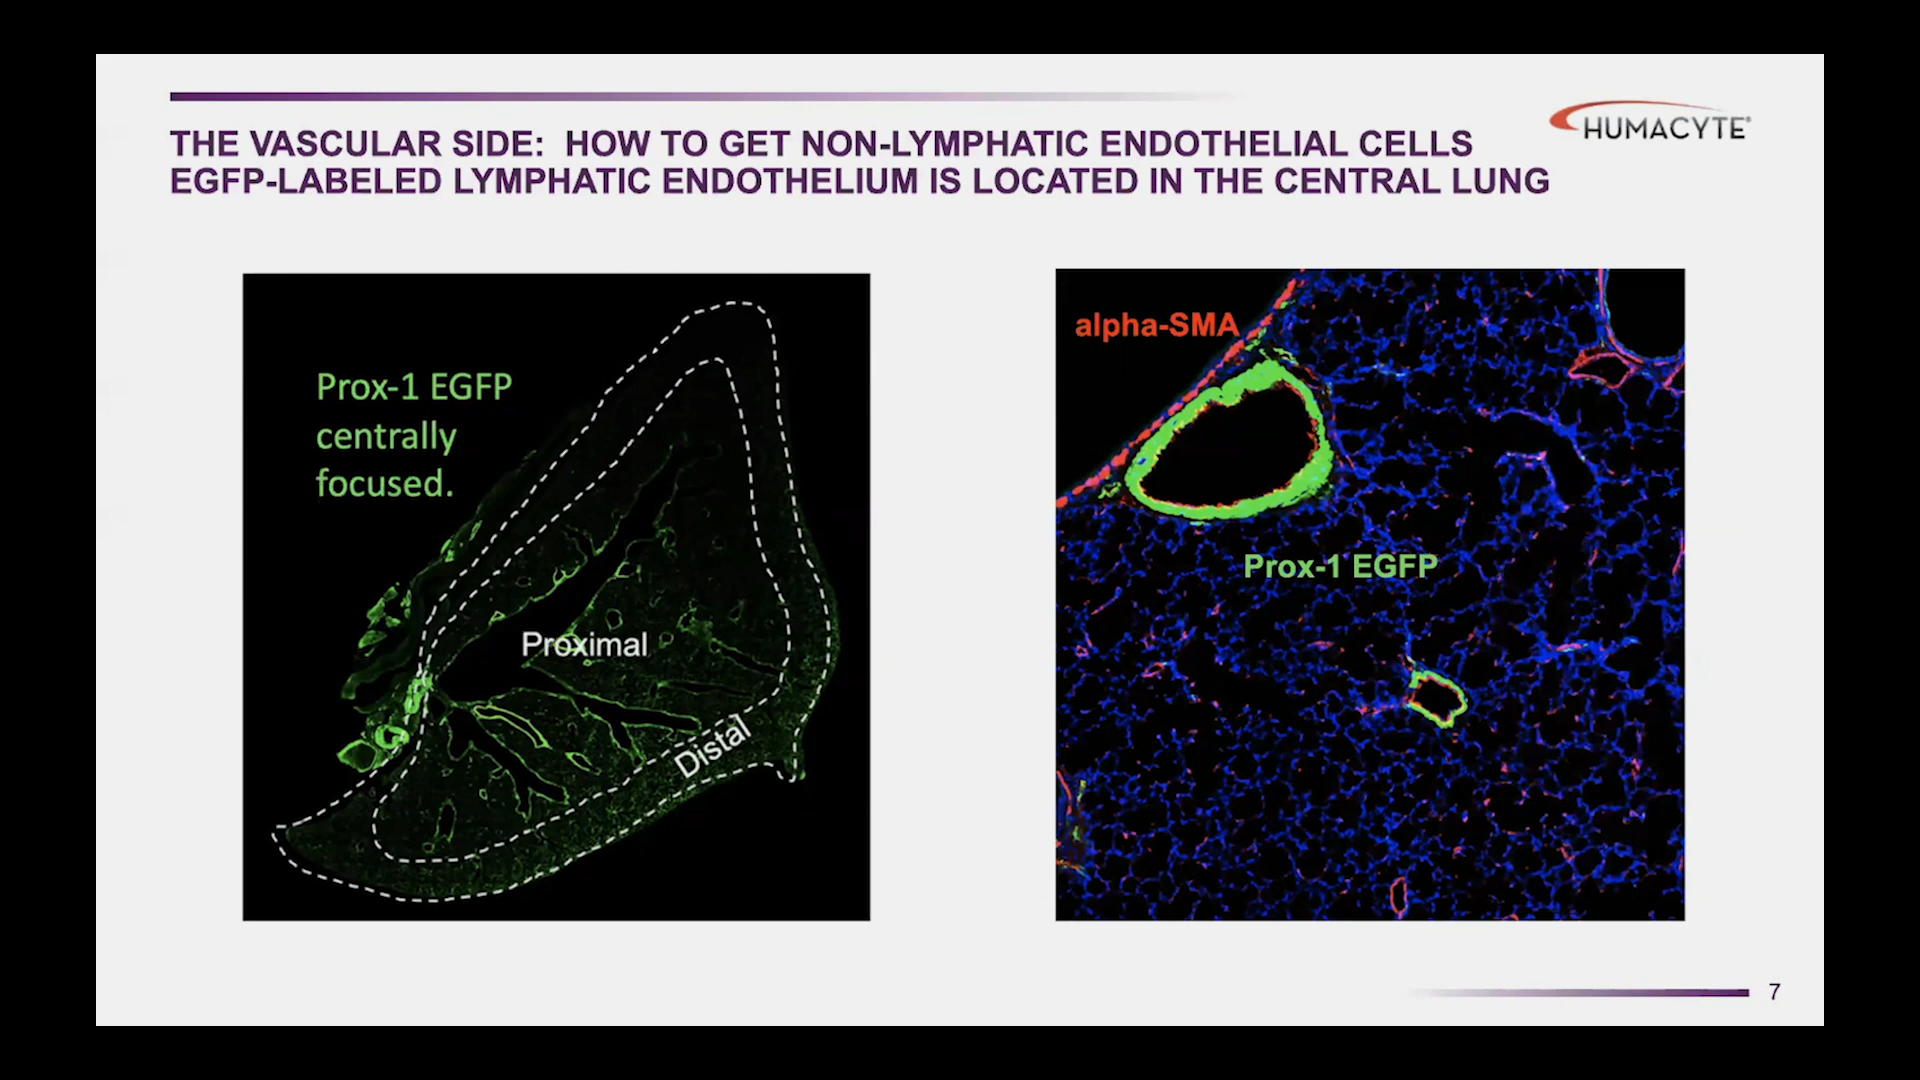 HUMACYTE®
THE VASCULAR SIDE: HOW TO GET NON-LYMPHATIC ENDOTHELIAL CELLS
EGFP-LABELED LYMPHATIC ENDOTHELIUM IS LOCATED IN THE CENTRAL LUNG
Prox-1 EGFP
centrally
focused.
Proximal
Distal
alpha-SMA
Prox-1 EGFP
7